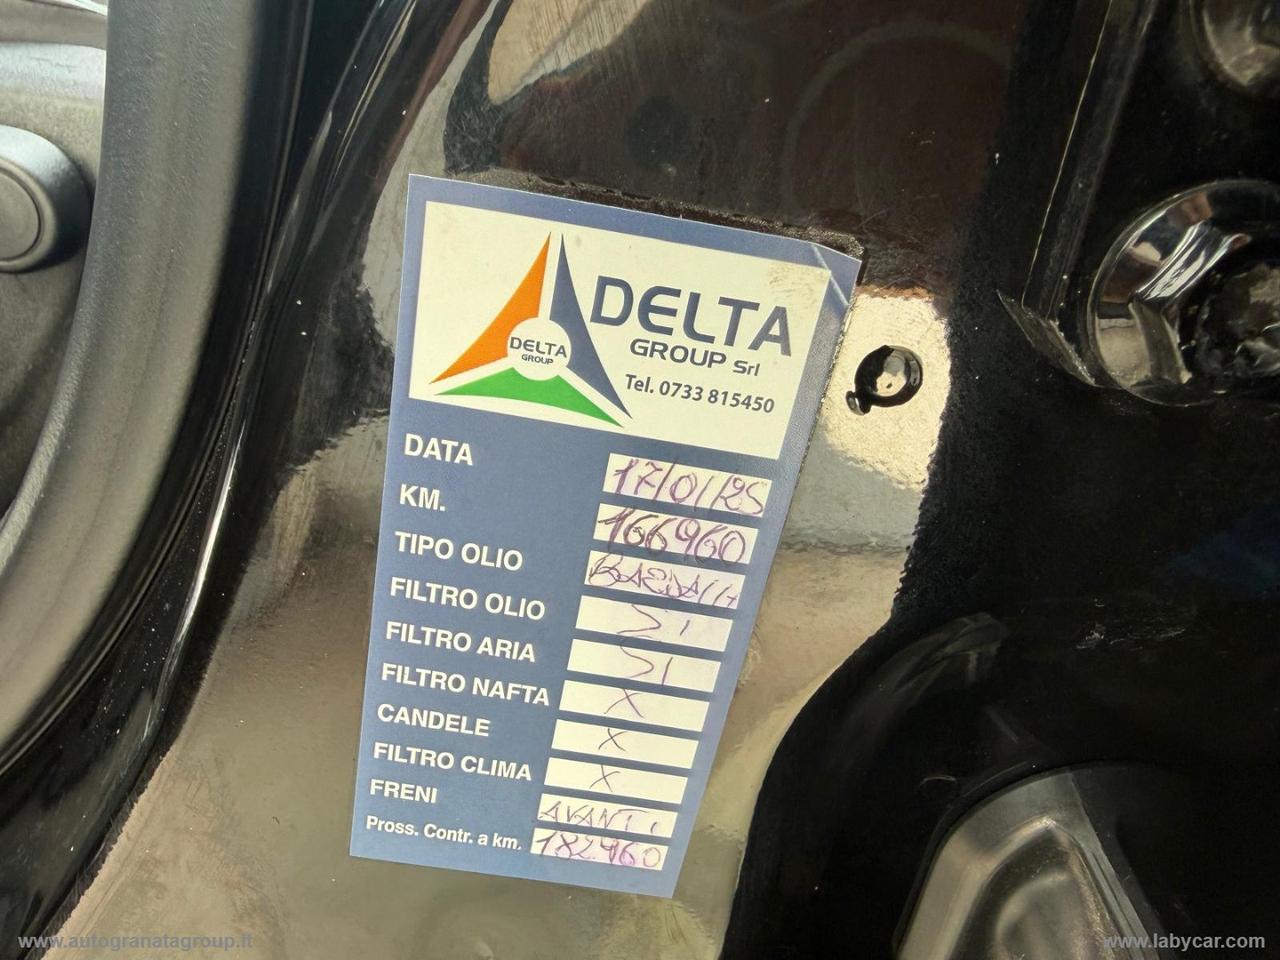 DELTA
GROUP Srl
Tel. 0733 815450
DELTA
GROUP
DATA 17/01/25
KM. 166960
TIPO OLIO
FILTRO OLIO SI
FILTRO ARIA SI
FILTRO NAFTA X
CANDELE X
FILTRO CLIMA X
FRENI AVANTI
Pross. Contr. a km. 182960
www.autogranatagroup.it
www.labycar.com